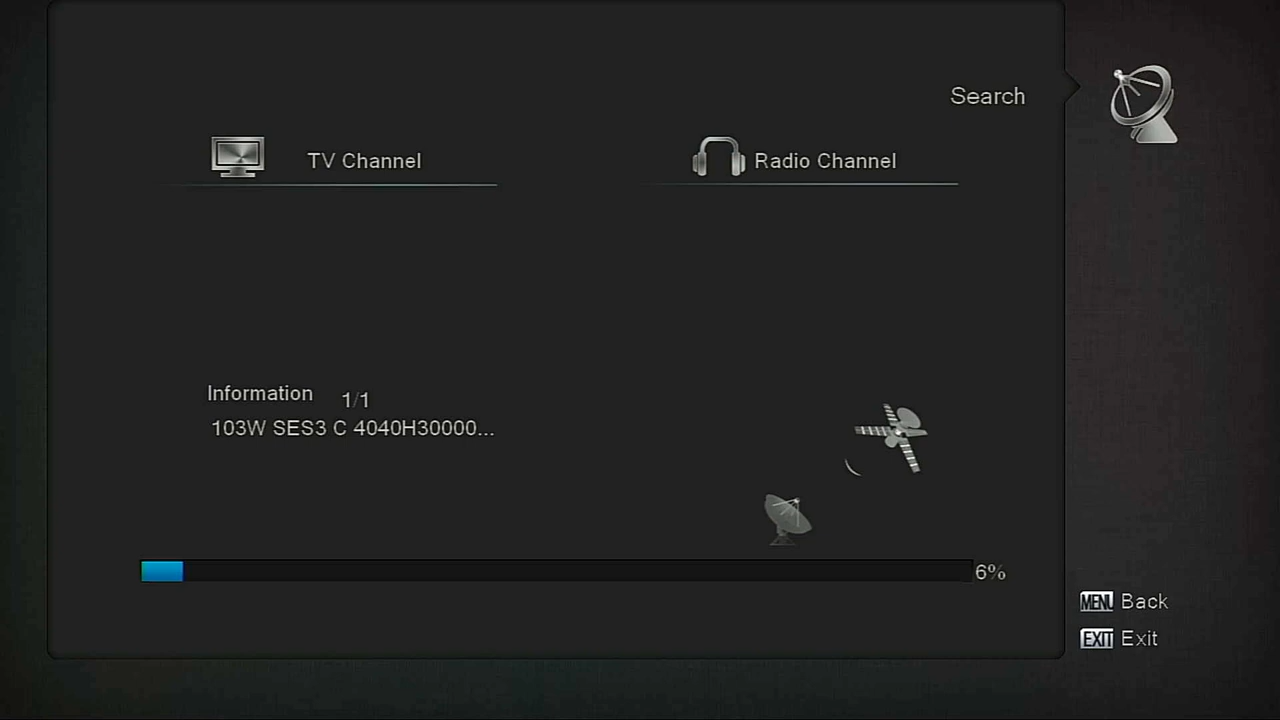 Search
TV Channel
Radio Channel
Information 1/1
103W SES3 C 4040H30000...
6%
MENU Back
EXIT Exit